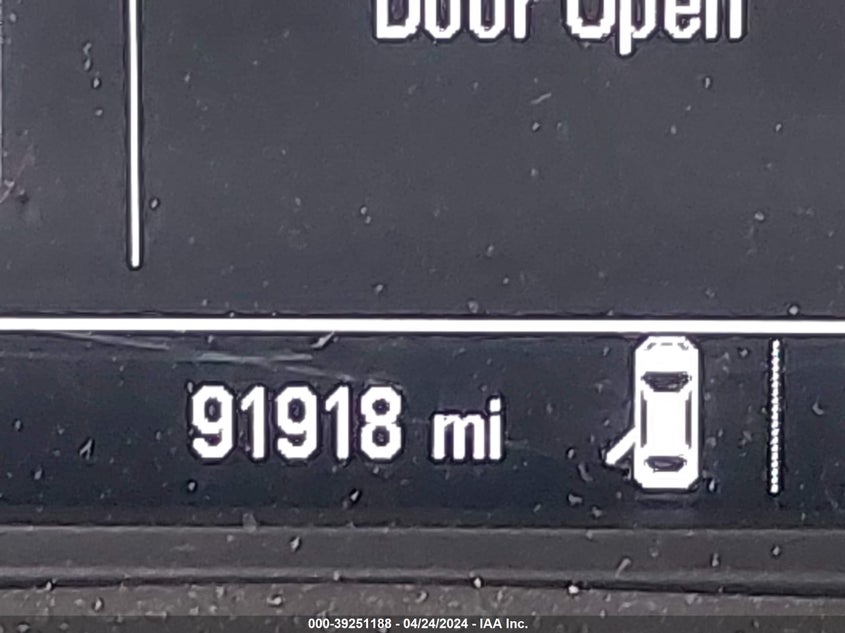 Door Open
91918 mi
000-39251188 - 04/24/2024 - IAA Inc.